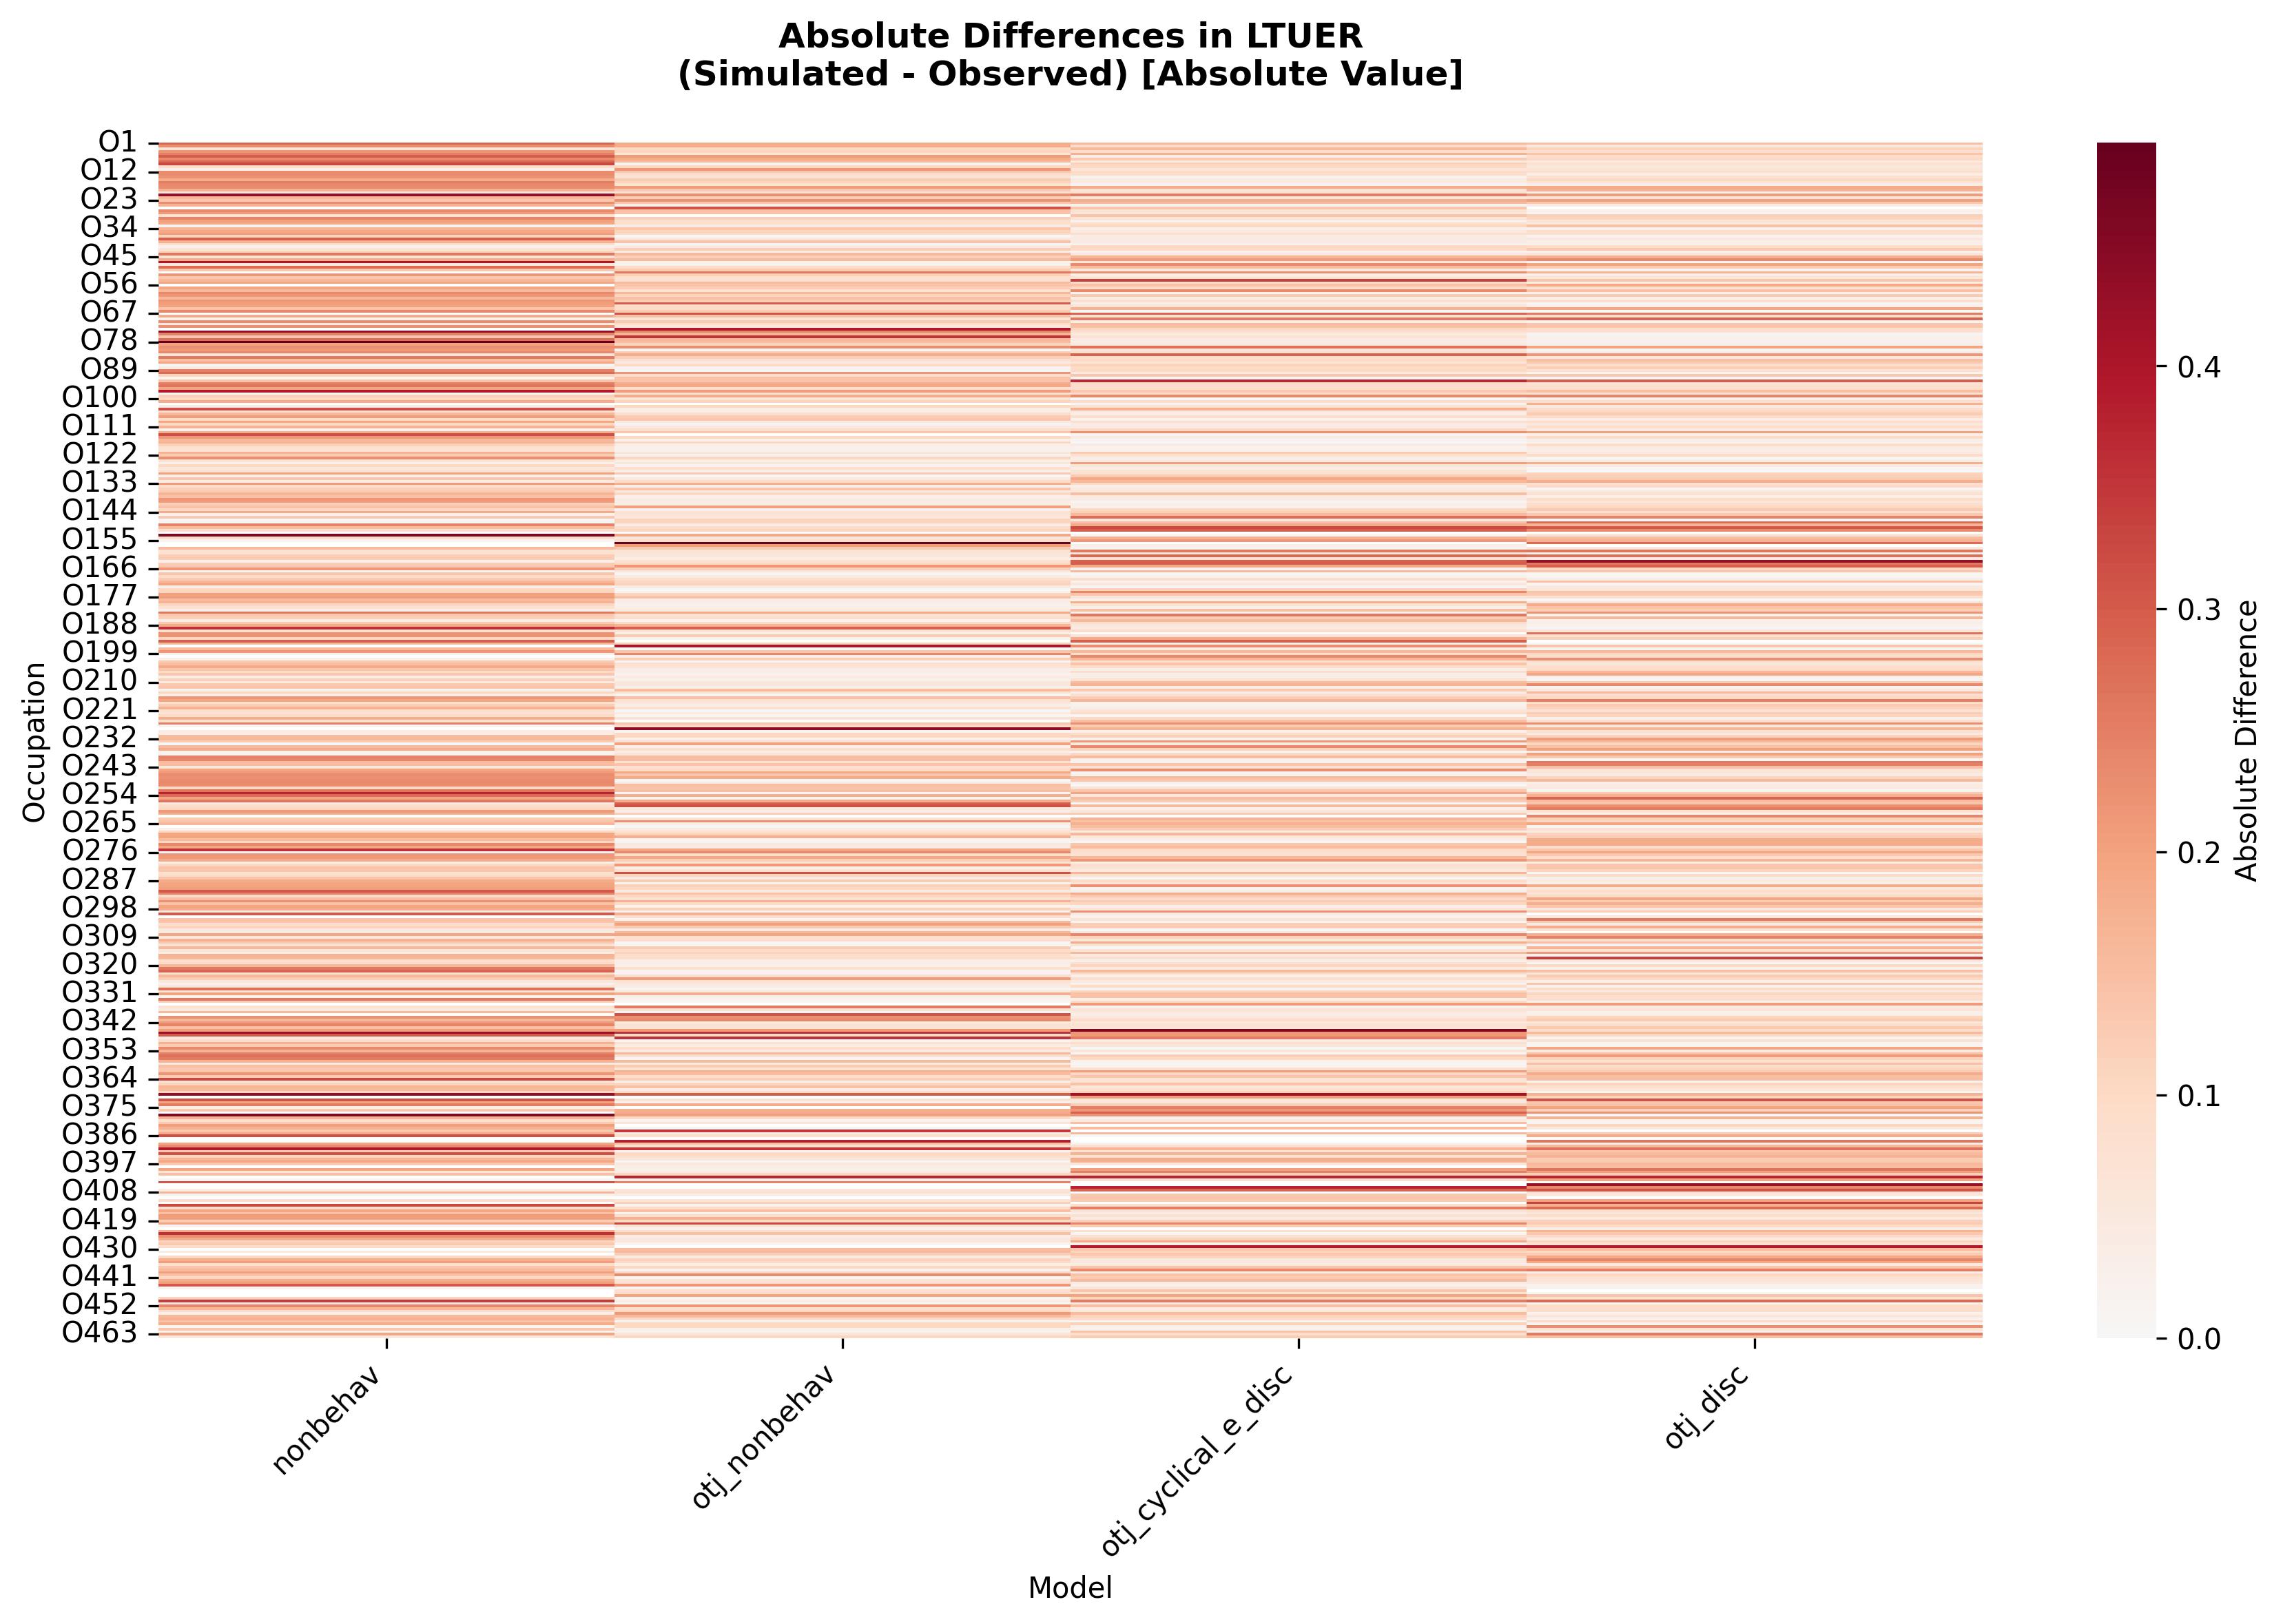 Absolute Differences in LTUER
(Simulated - Observed) [Absolute Value]
Occupation
O1
O12
O23
O34
O45
O56
O67
O78
O89
O100
O111
O122
O133
O144
O155
O166
O177
O188
O199
O210
O221
O232
O243
O254
O265
O276
O287
O298
O309
O320
O331
O342
O353
O364
O375
O386
O397
O408
O419
O430
O441
O452
O463
nonbehav
otj_nonbehav
otj_cyclical_e_disc
otj_disc
Model
0.4
0.3
0.2
0.1
0.0
Absolute Difference